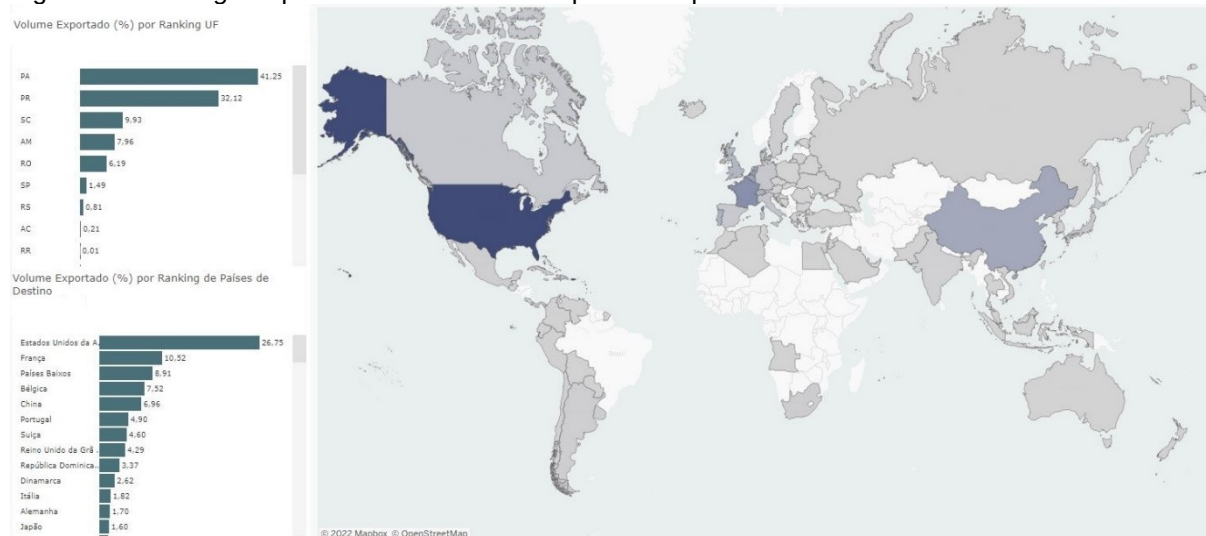 Volume Exportado (%) por Ranking UF
PA 41,25
PR 32,12
SC 9,93
AM 7,96
RO 6,19
SP 1,49
RS 0,81
AC 0,21
RR 0,01
Volume Exportado (%) por Ranking de Países de
Destino
Estados Unidos da A. 26,75
França 10,52
Países Baixos 8,91
Bélgica 7,52
China 6,96
Portugal 4,90
Suiça 4,60
Reino Unido da Grã . 4,29
República Dominica.. 3,37
Dinamarca 2,62
Itália 1,82
Alemanha 1,70
Japão 1,60
© 2022 Mapbox © OpenStreetMap